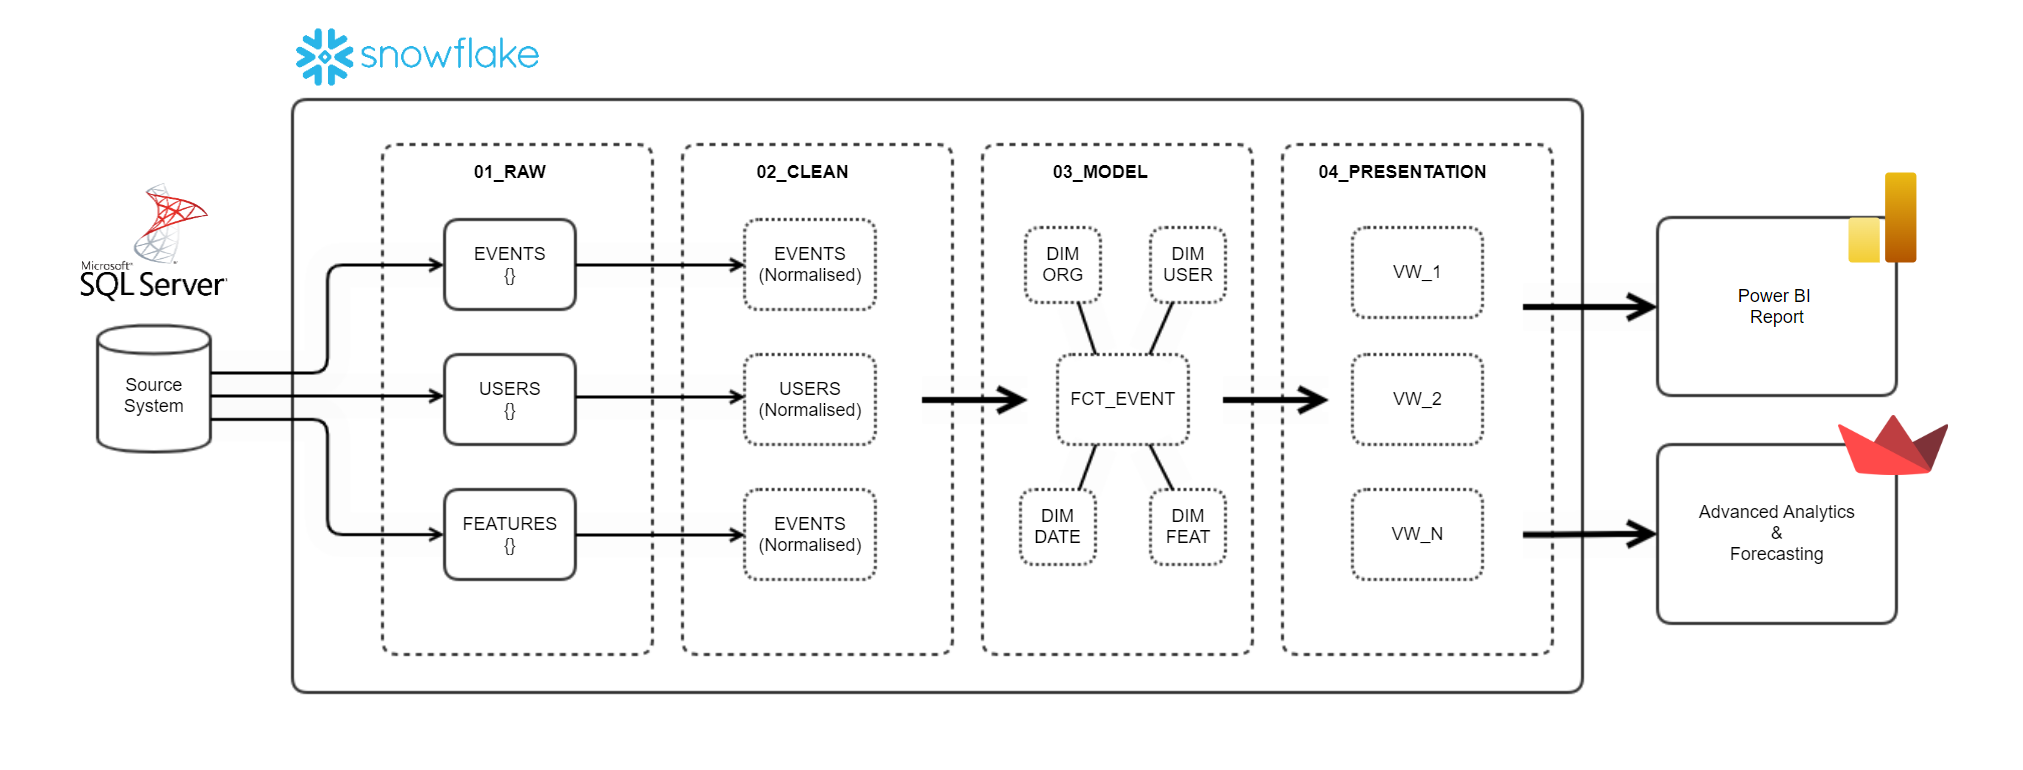 snowflake
Microsoft
SQL Server
Source
System
01_RAW
EVENTS
{}
USERS
{}
FEATURES
{}
02_CLEAN
EVENTS
(Normalised)
USERS
(Normalised)
EVENTS
(Normalised)
03_MODEL
DIM
ORG
DIM
USER
FCT_EVENT
DIM
DATE
DIM
FEAT
04_PRESENTATION
VW_1
VW_2
VW_N
Power BI
Report
Advanced Analytics
&
Forecasting